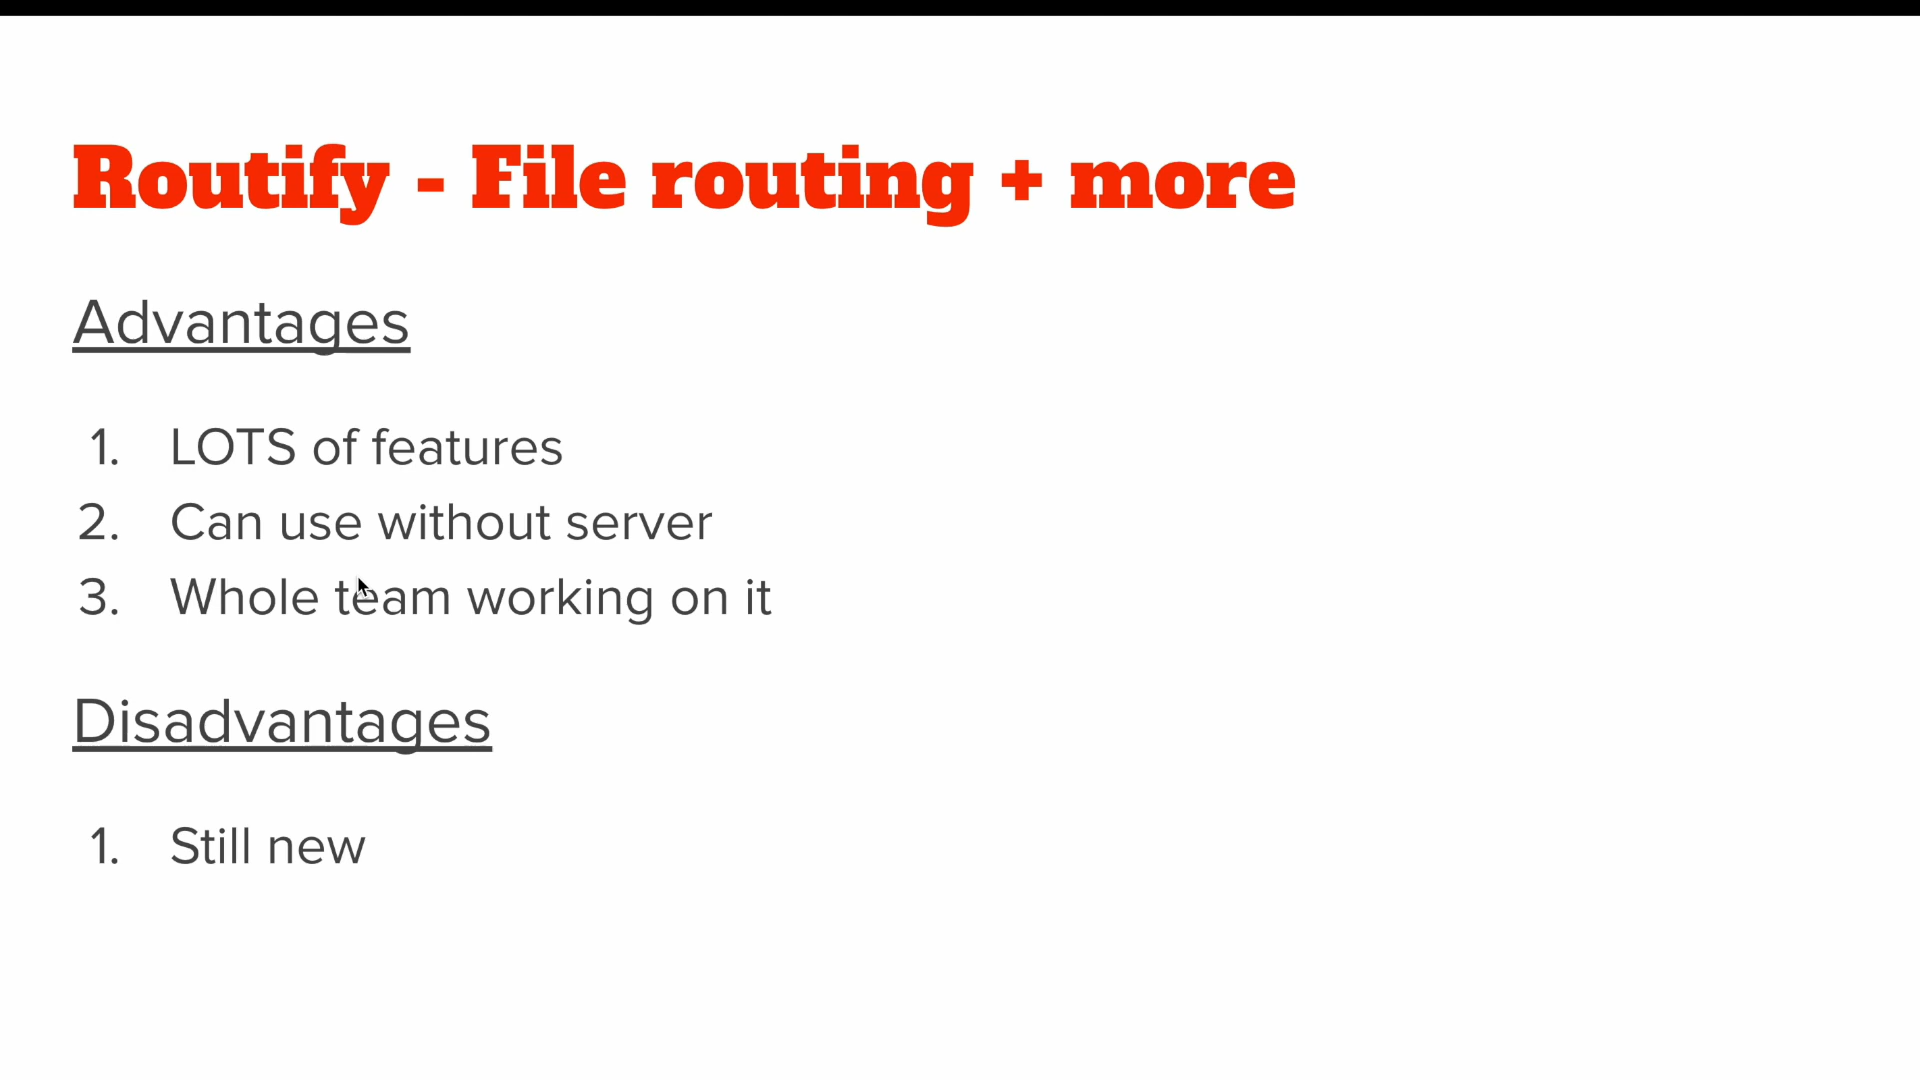 Routify - File routing + more
Advantages
1. LOTS of features
2. Can use without server
3. Whole team working on it
Disadvantages
1. Still new